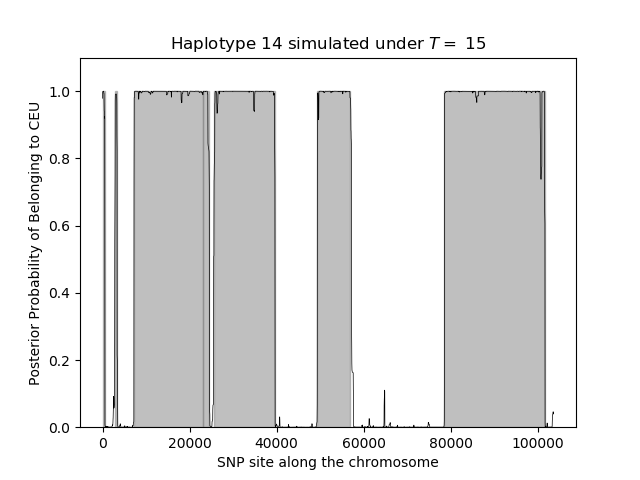 Haplotype 14 simulated under T = 15
Posterior Probability of Belonging to CEU
1.0
0.8
0.6
0.4
0.2
0.0
0 20000 40000 60000 80000 100000
SNP site along the chromosome